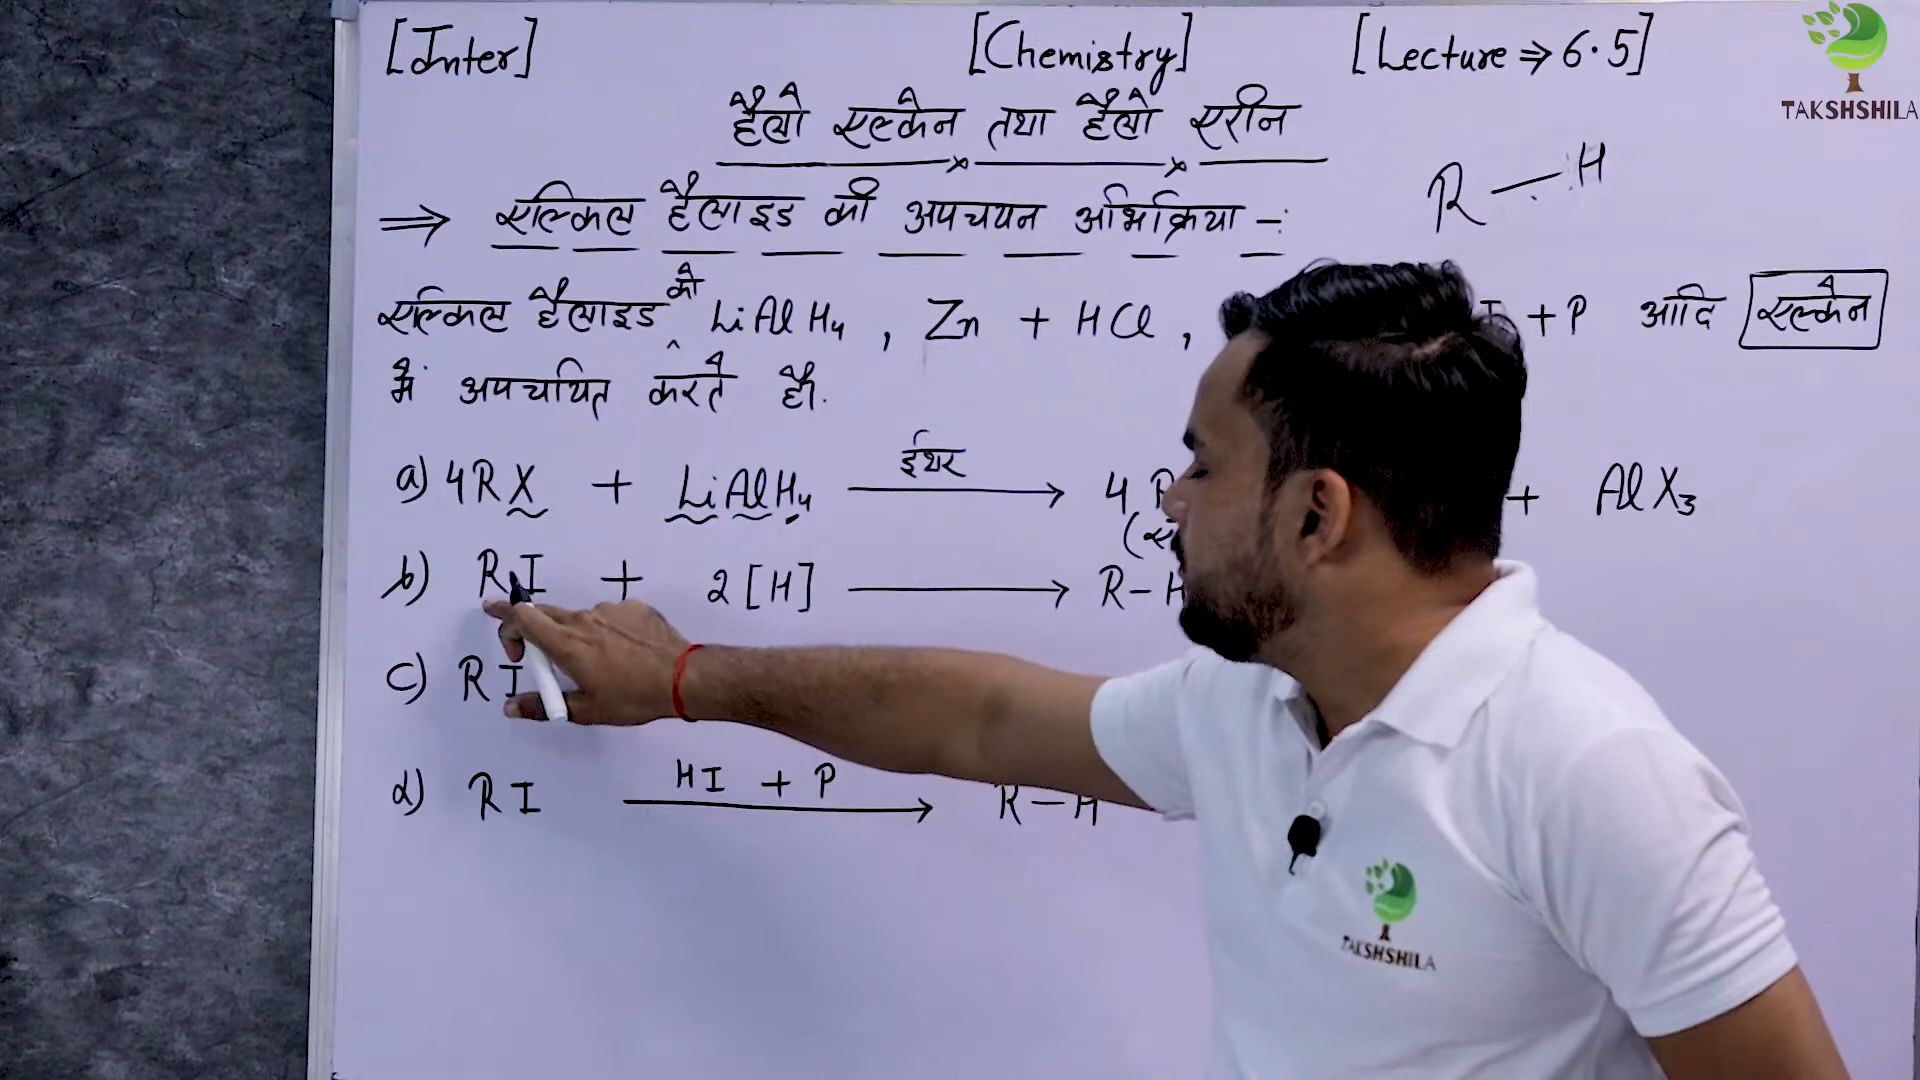 [Inter] [Chemistry] [Lecture ⇒ 6.5]
TAKSHSHILA
हैलो एल्केन तथा हैलो एरीन
R — H
⇒ एल्किल हैलाइड की अपचयन अभिक्रिया -:
एल्किल हैलाइड को LiAlH₄ , Zn + HCl , + P आदि एल्केन
में अपचयित करते हैं.
a) 4RX + LiAlH₄ ईथर → 4 R + AlX₃
b) RI + 2[H] → R-H
c) RI
d) RI HI + P → R-H
TAKSHSHILA